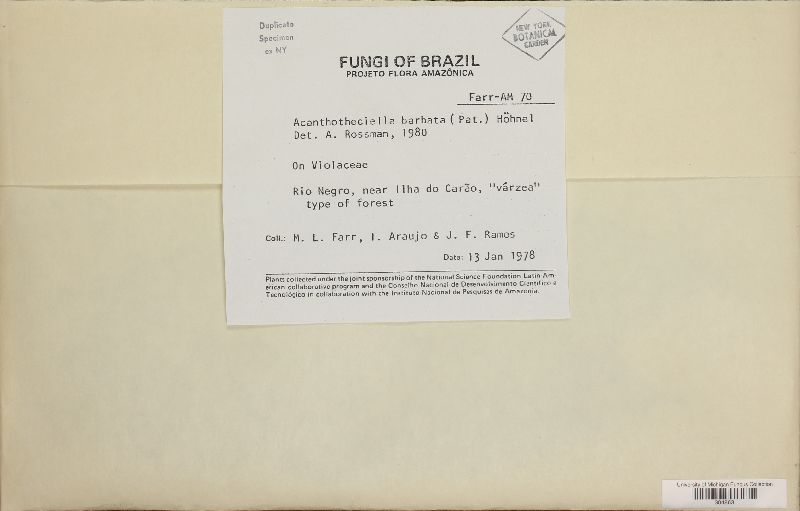 Duplicate
Specimen
ex NY
NEW YORK
BOTANICAL
GARDEN
FUNGI OF BRAZIL
PROJETO FLORA AMAZÔNICA
Farr-AM 70
Acanthotheciella barbata (Pat.) Höhnel
Det. A. Rossman, 1980
On Violaceae
Rio Negro, near Ilha do Carão, "várzea"
type of forest
Coll.: M. L. Farr, I. Araujo & J. F. Ramos
Date: 13 Jan 1978
Plants collected under the joint sponsorship of the National Science Foundation Latin Am-
erican collaborative program and the Conselho Nacional de Desenvolvimento Científico e
Tecnológico in collaboration with the Instituto Nacional de Pesquisas de Amazonia.
University of Michigan Fungus Collection